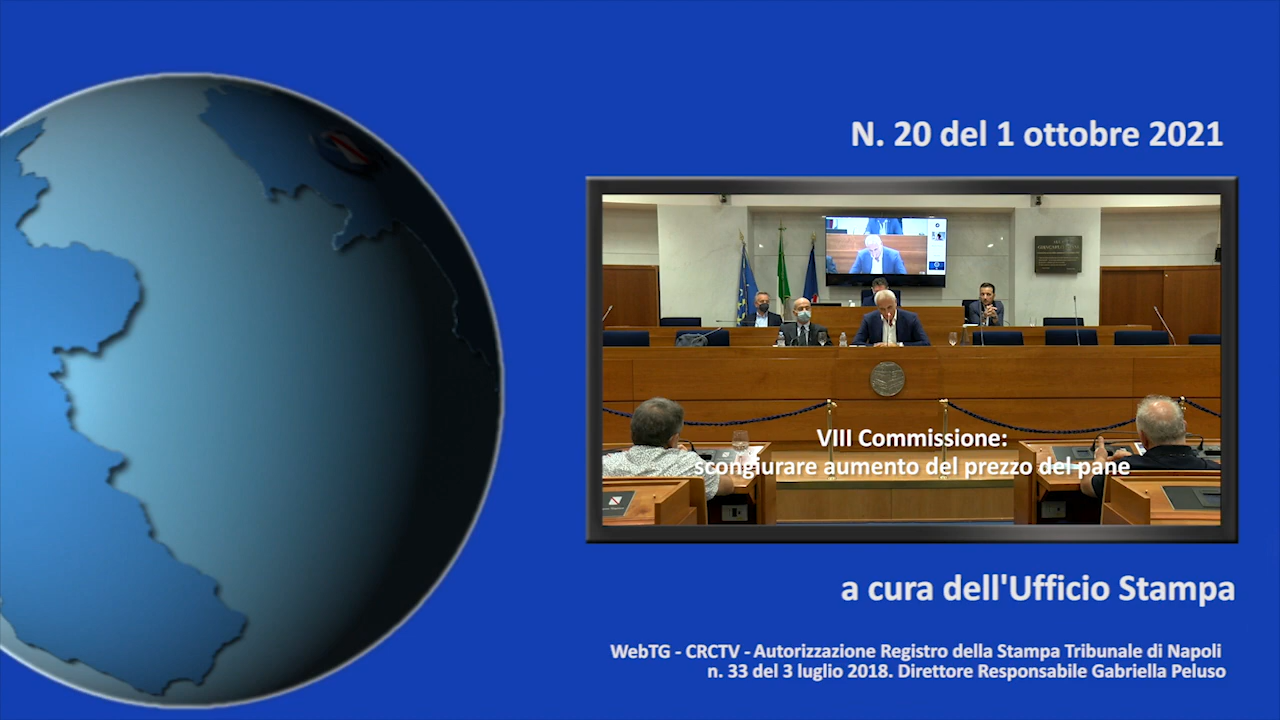 N. 20 del 1 ottobre 2021
VIII Commissione:
scongiurare aumento del prezzo del pane
a cura dell'Ufficio Stampa
WebTG - CRCTV - Autorizzazione Registro della Stampa Tribunale di Napoli
n. 33 del 3 luglio 2018. Direttore Responsabile Gabriella Peluso